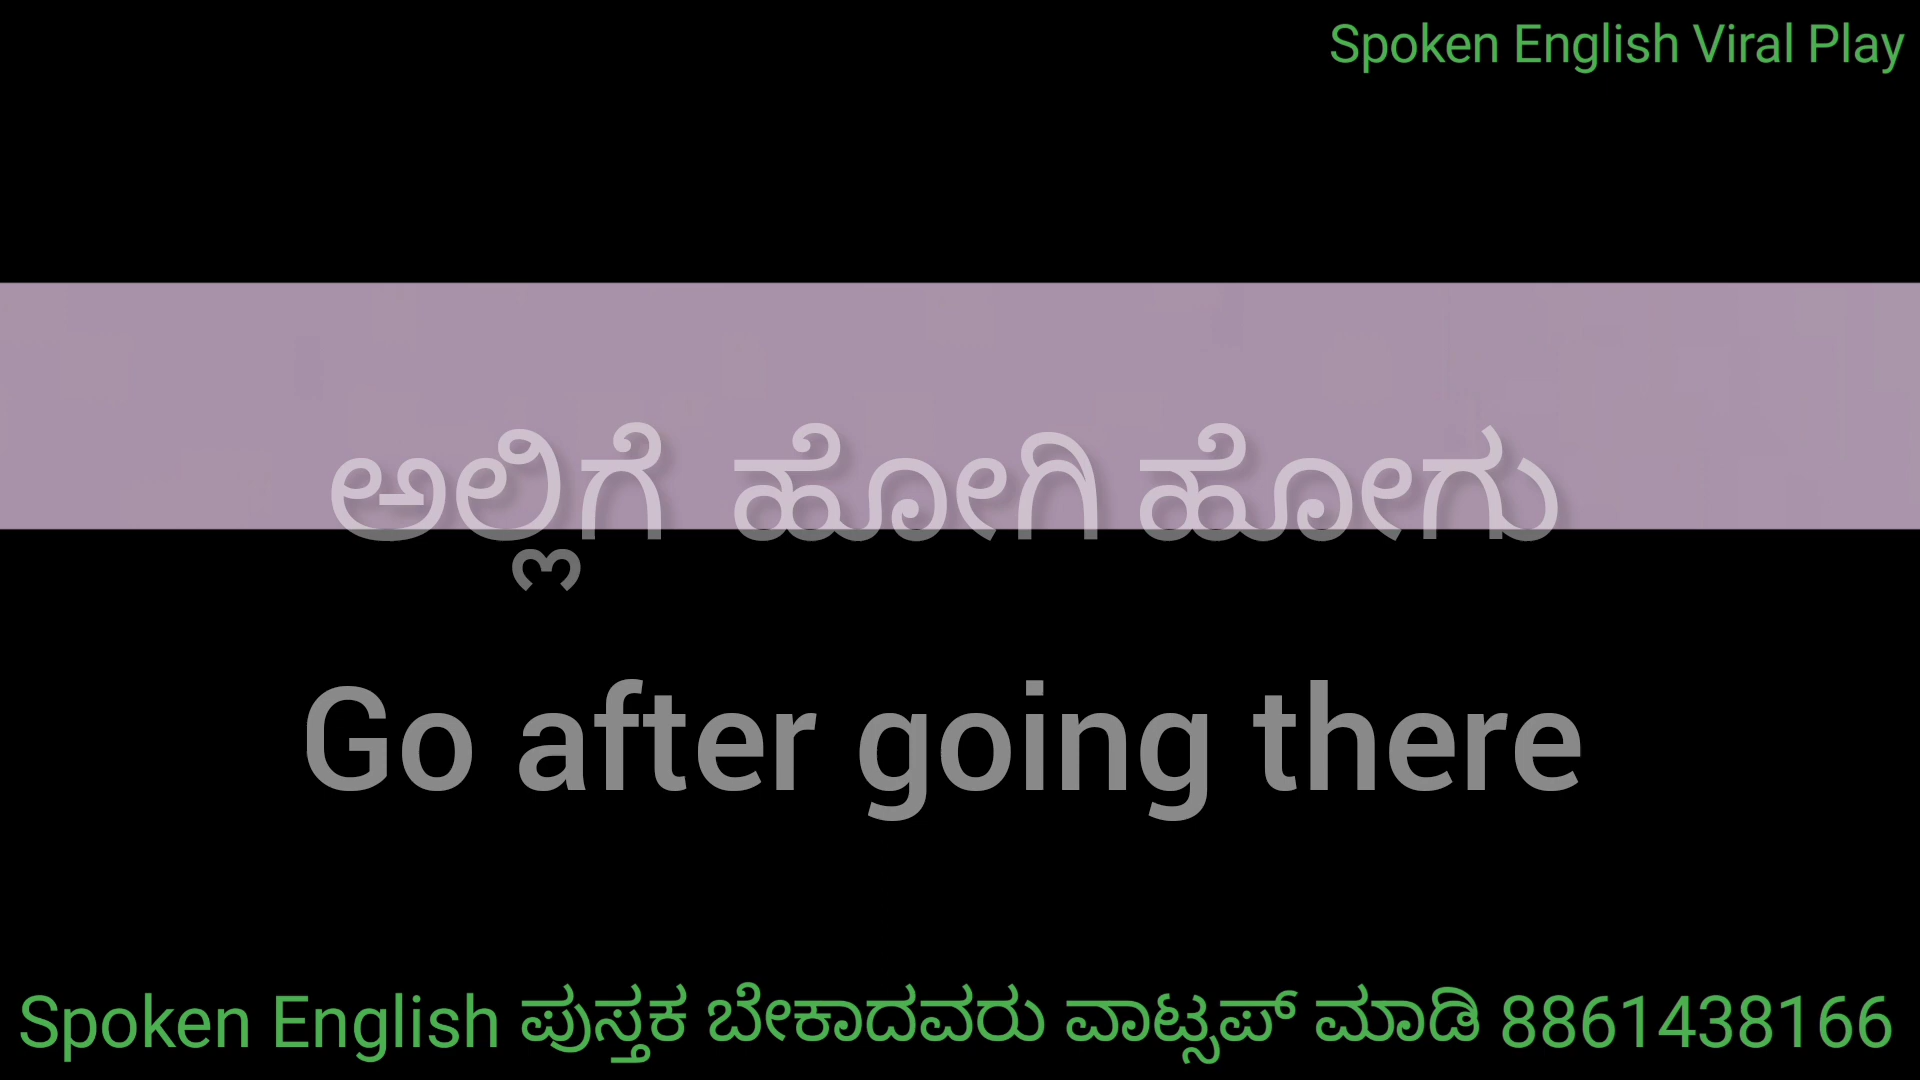 Spoken English Viral Play
ಅಲ್ಲಿಗೆ ಹೋಗಿ ಹೋಗು
Go after going there
Spoken English ಪುಸ್ತಕ ಬೇಕಾದವರು ವಾಟ್ಸಪ್ ಮಾಡಿ 8861438166